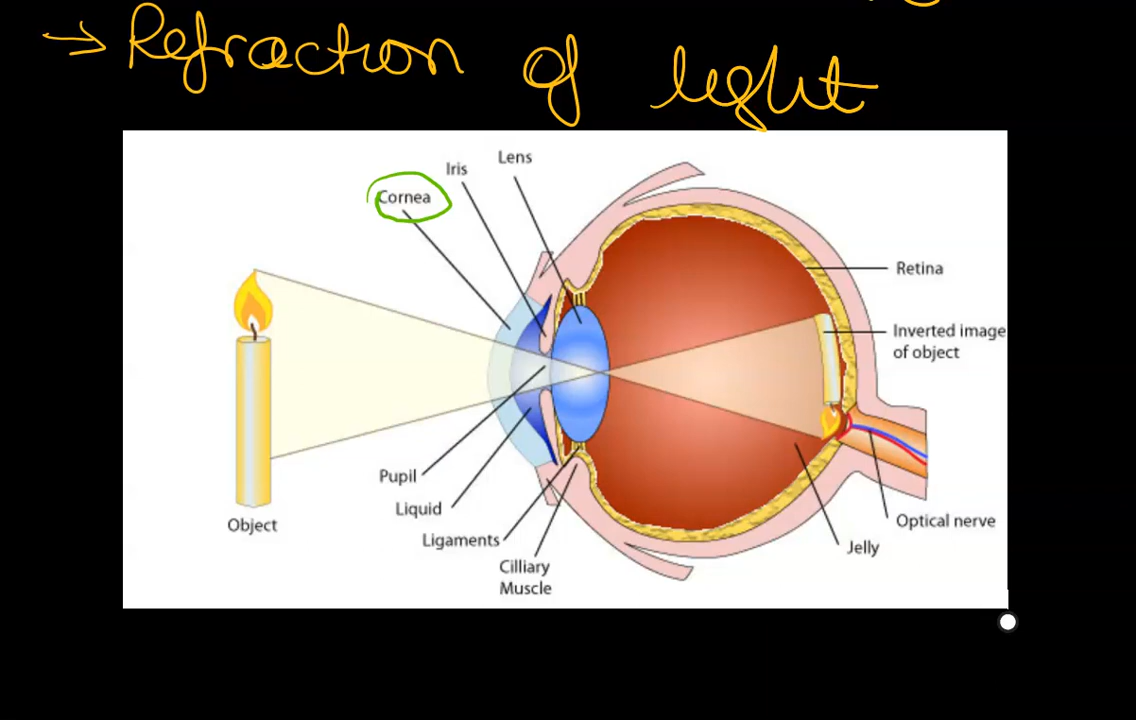 → Refraction of light
Lens
Iris
Cornea
Retina
Inverted image
of object
Pupil
Liquid
Object
Optical nerve
Ligaments
Jelly
Cilliary
Muscle